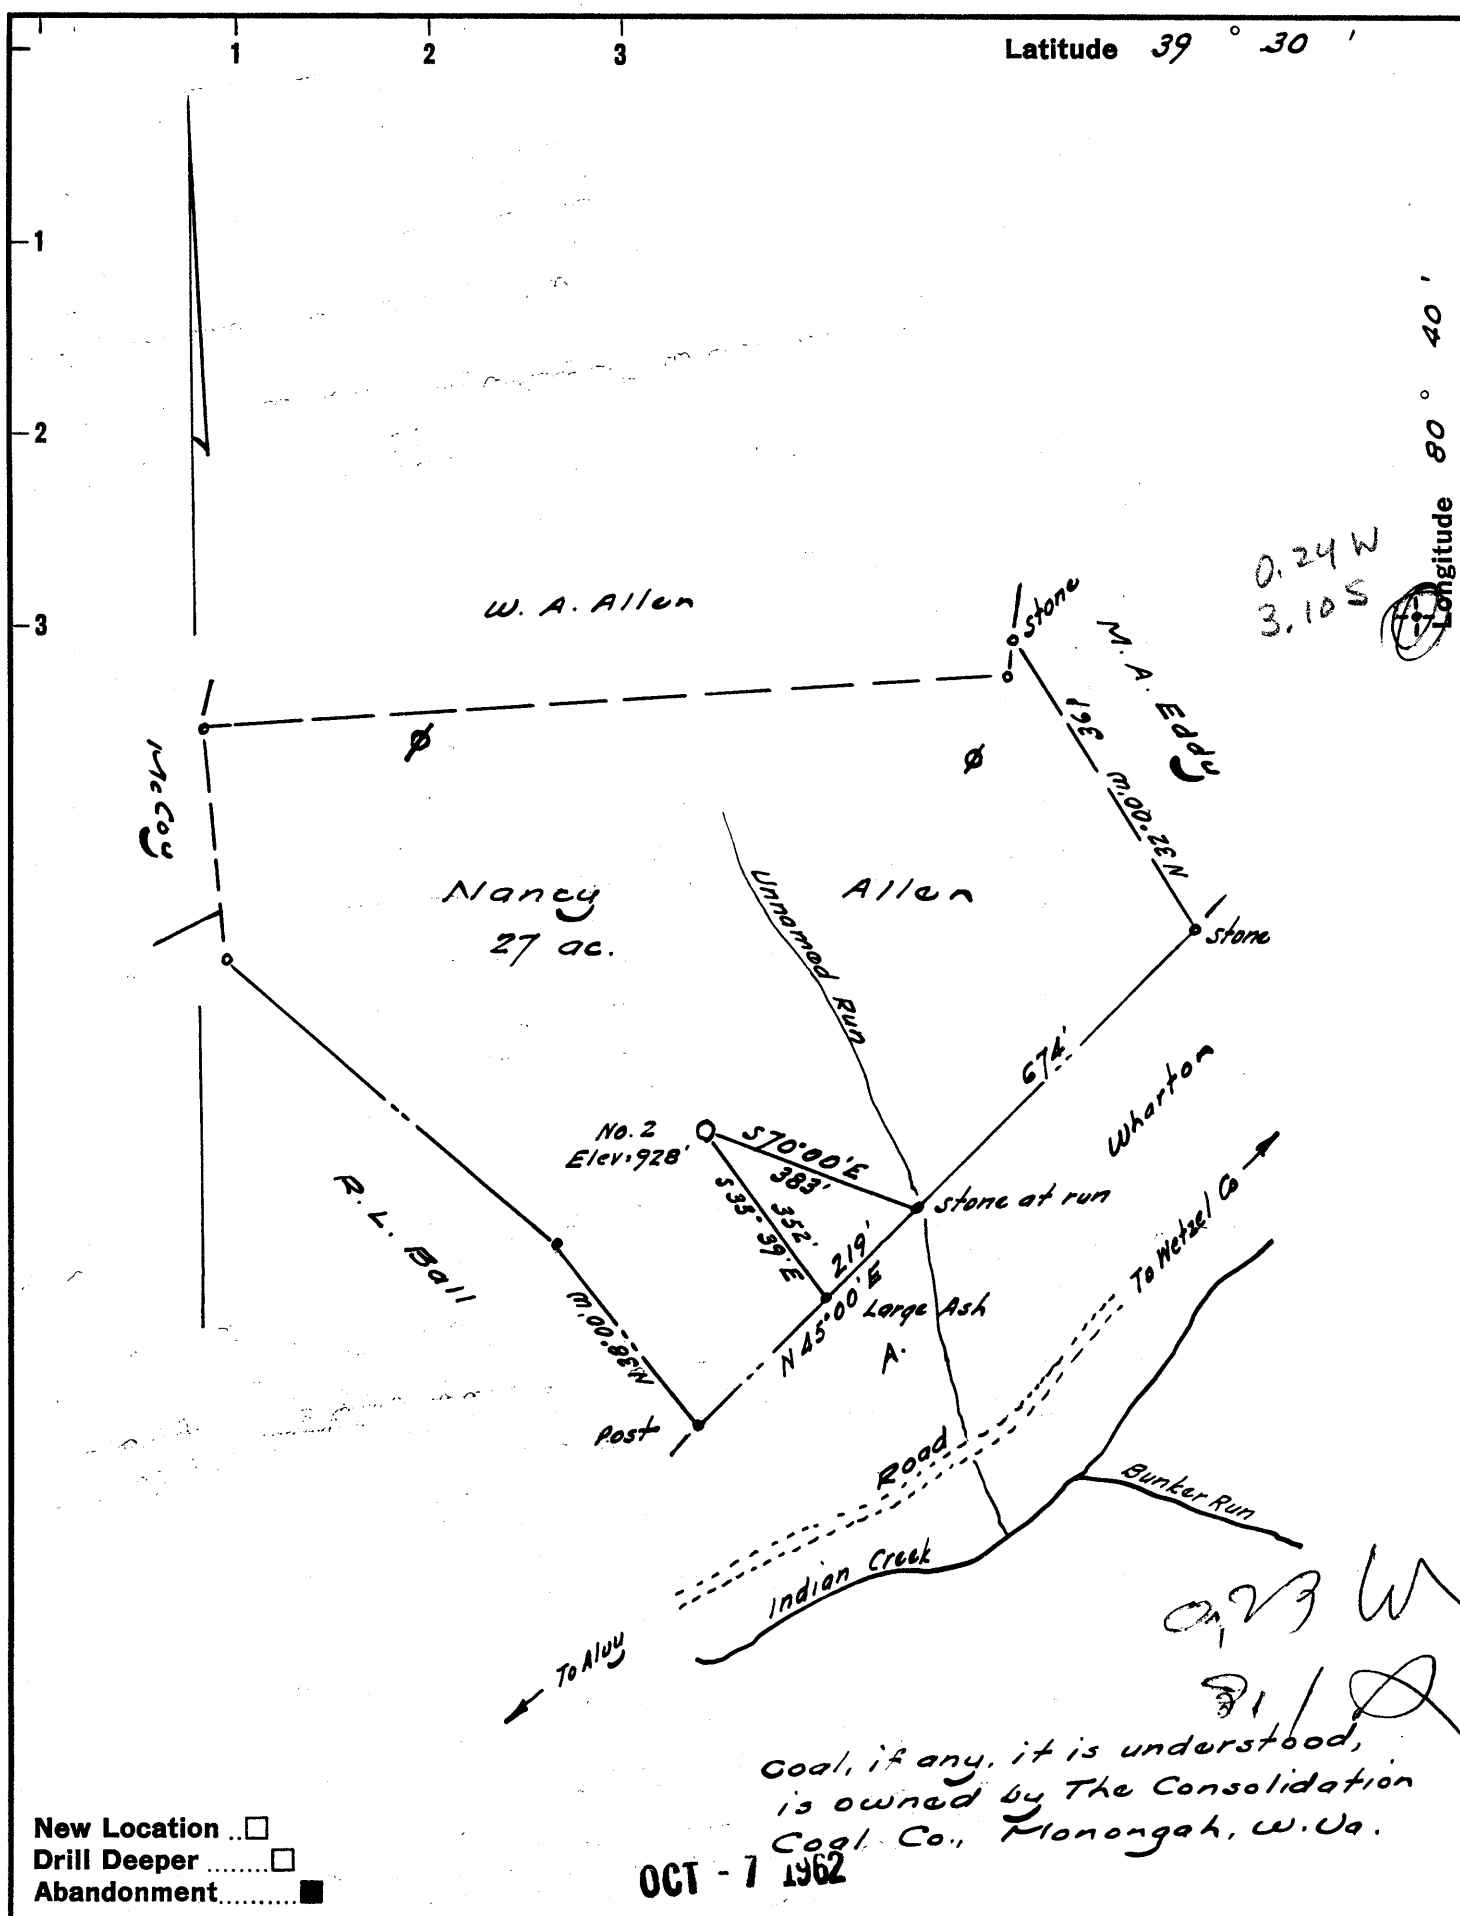 1 2 3
Latitude 39° 30'
1
2
3
Longitude 80° 40'
0.24 W
3.10 S
W. A. Allen
stone
M. A. Eddy
361
N 32°00'W
McCoy
Nancy Allen
27 ac.
Unnamed Run
stone
674'
Wharton
No. 2
Elev: 928'
S 70°00'E
383'
352'
S 35°39'E
stone at run
219'
N 45°00'E
Large Ash
A.
R. L. Ball
N 38°00'W
Post
To Wetzel Co
Road
Bunker Run
Indian Creek
To Alvy
0,23 W
Coal, if any, it is understood,
is owned by The Consolidation
Coal Co., Monongah, W. Va.
New Location ..□
Drill Deeper ........□
Abandonment..........■
OCT - 7 1962